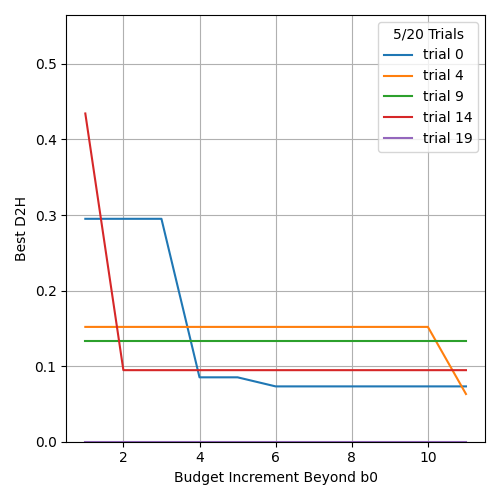 5/20 Trials
trial 0
trial 4
trial 9
trial 14
trial 19
Best D2H
0.5
0.4
0.3
0.2
0.1
0.0
2 4 6 8 10
Budget Increment Beyond b0